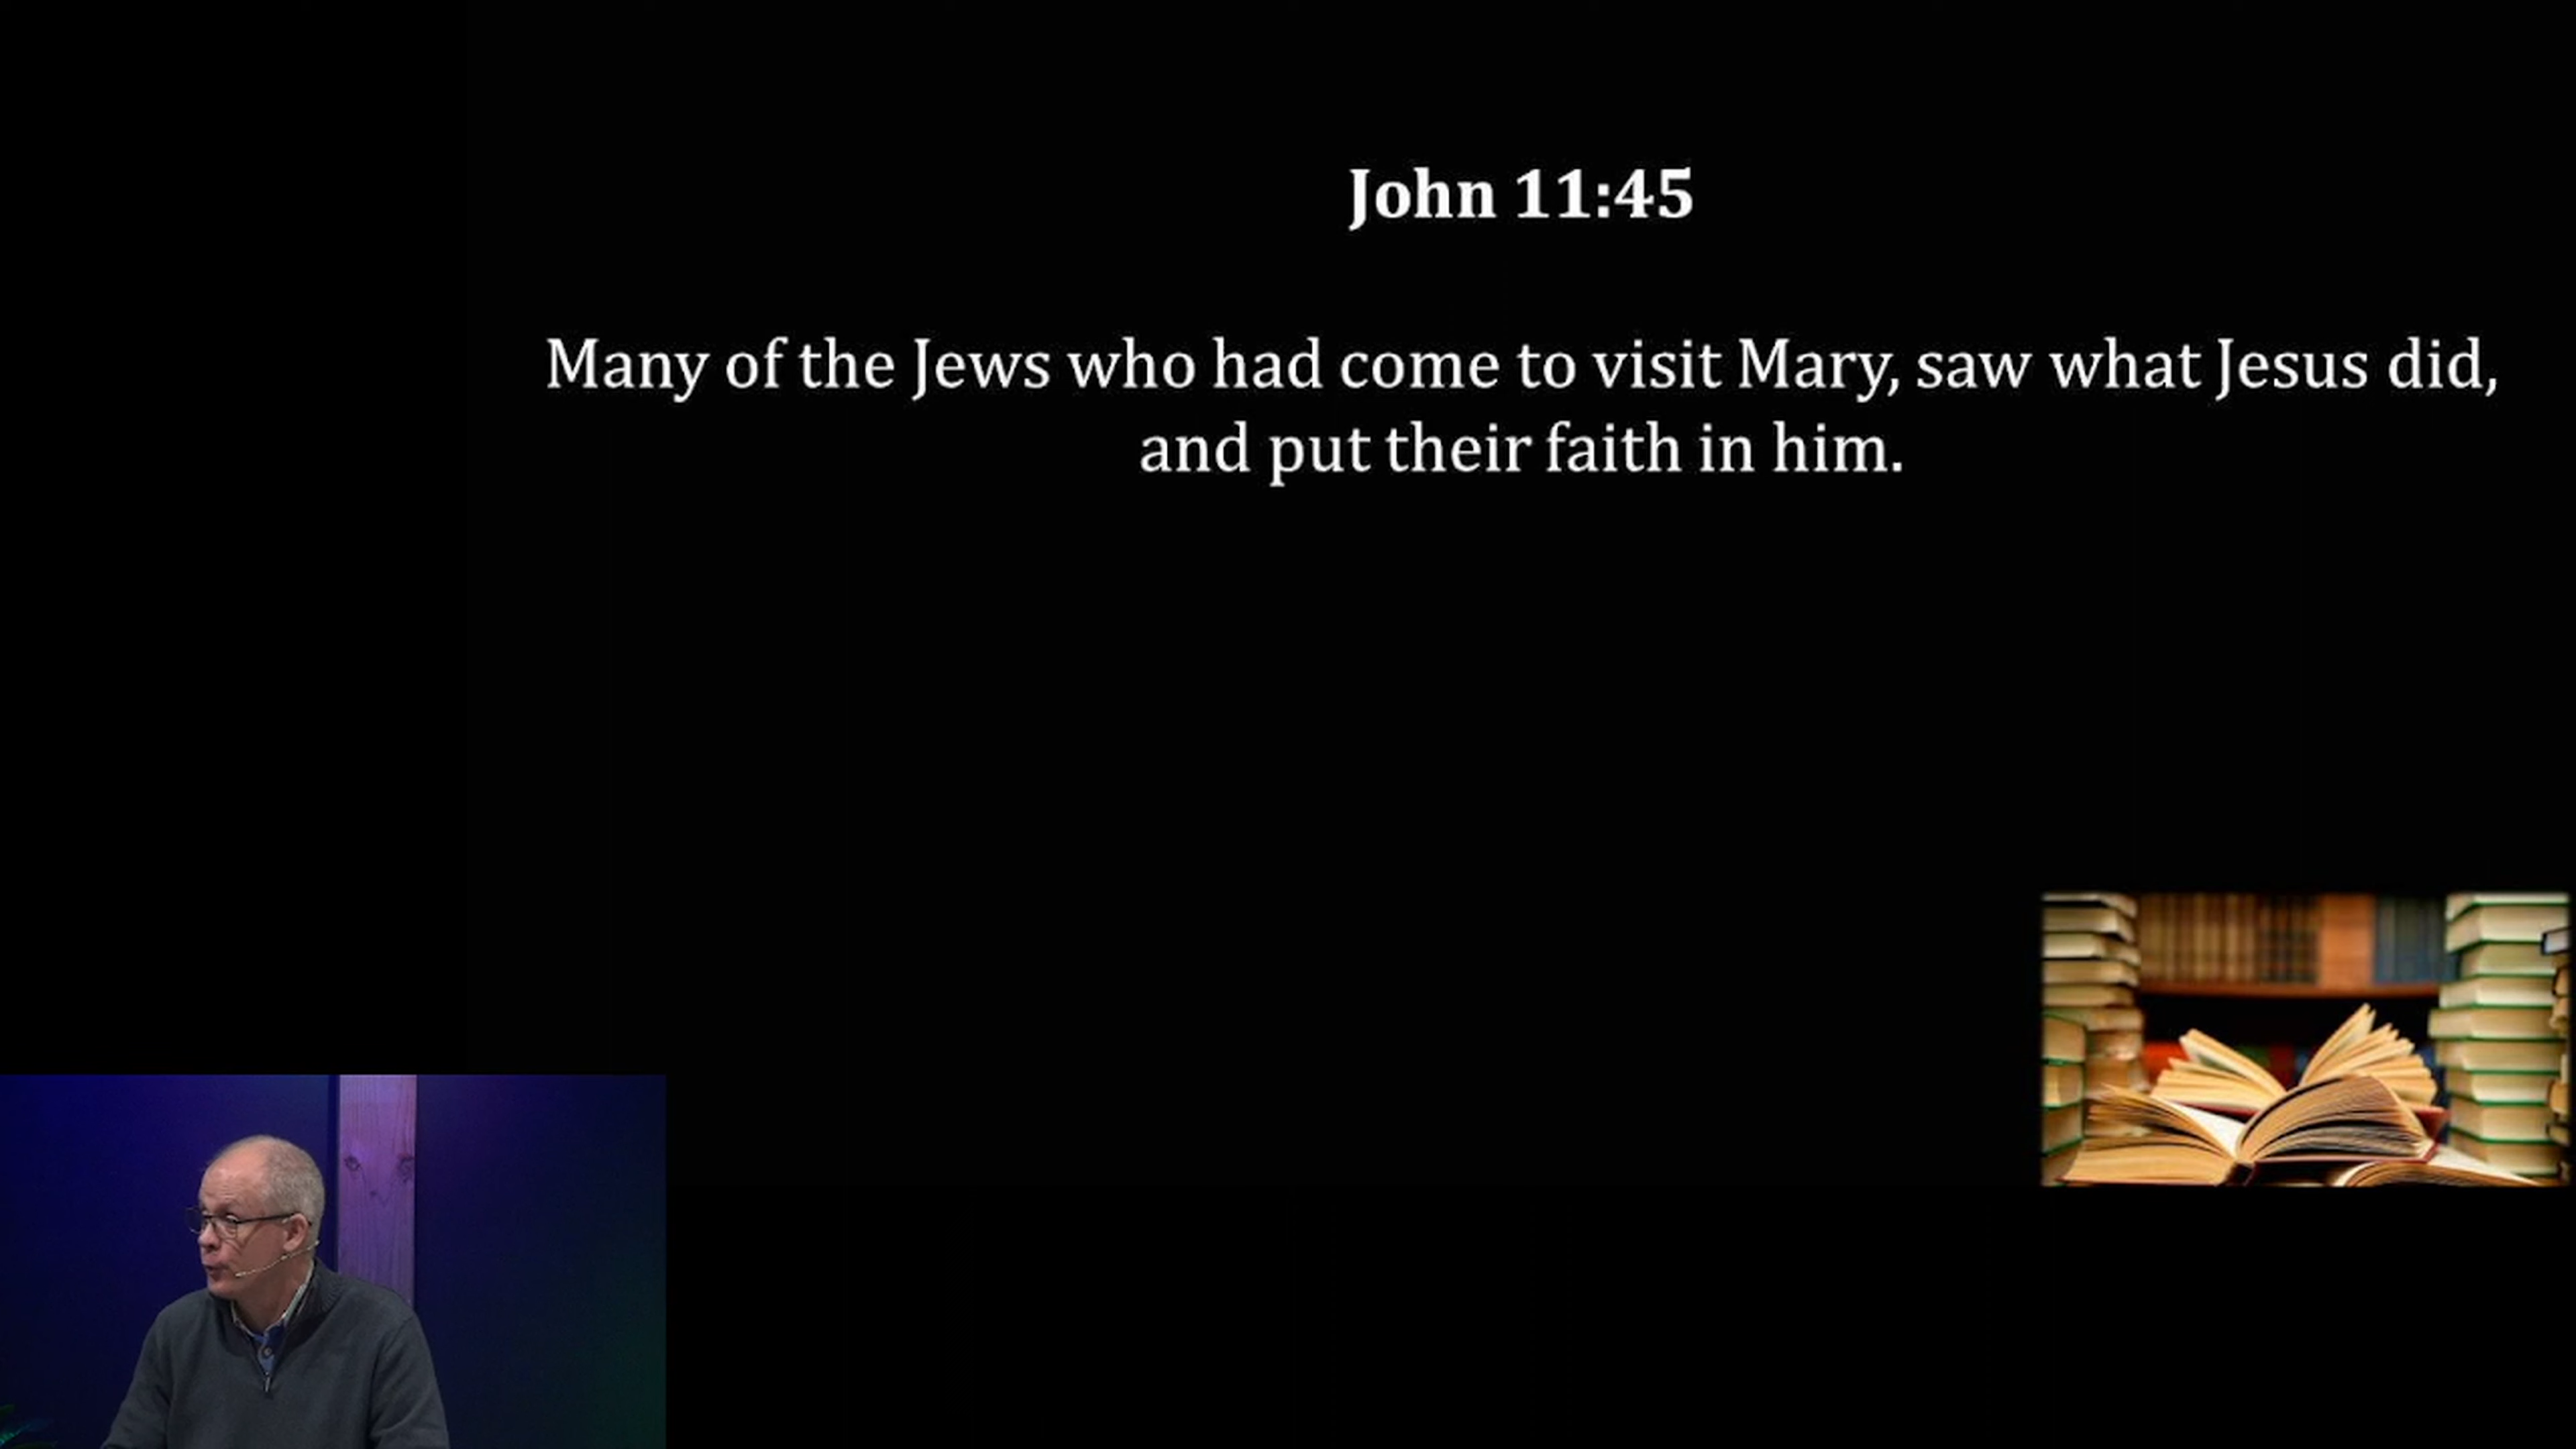 John 11:45
Many of the Jews who had come to visit Mary, saw what Jesus did,
and put their faith in him.